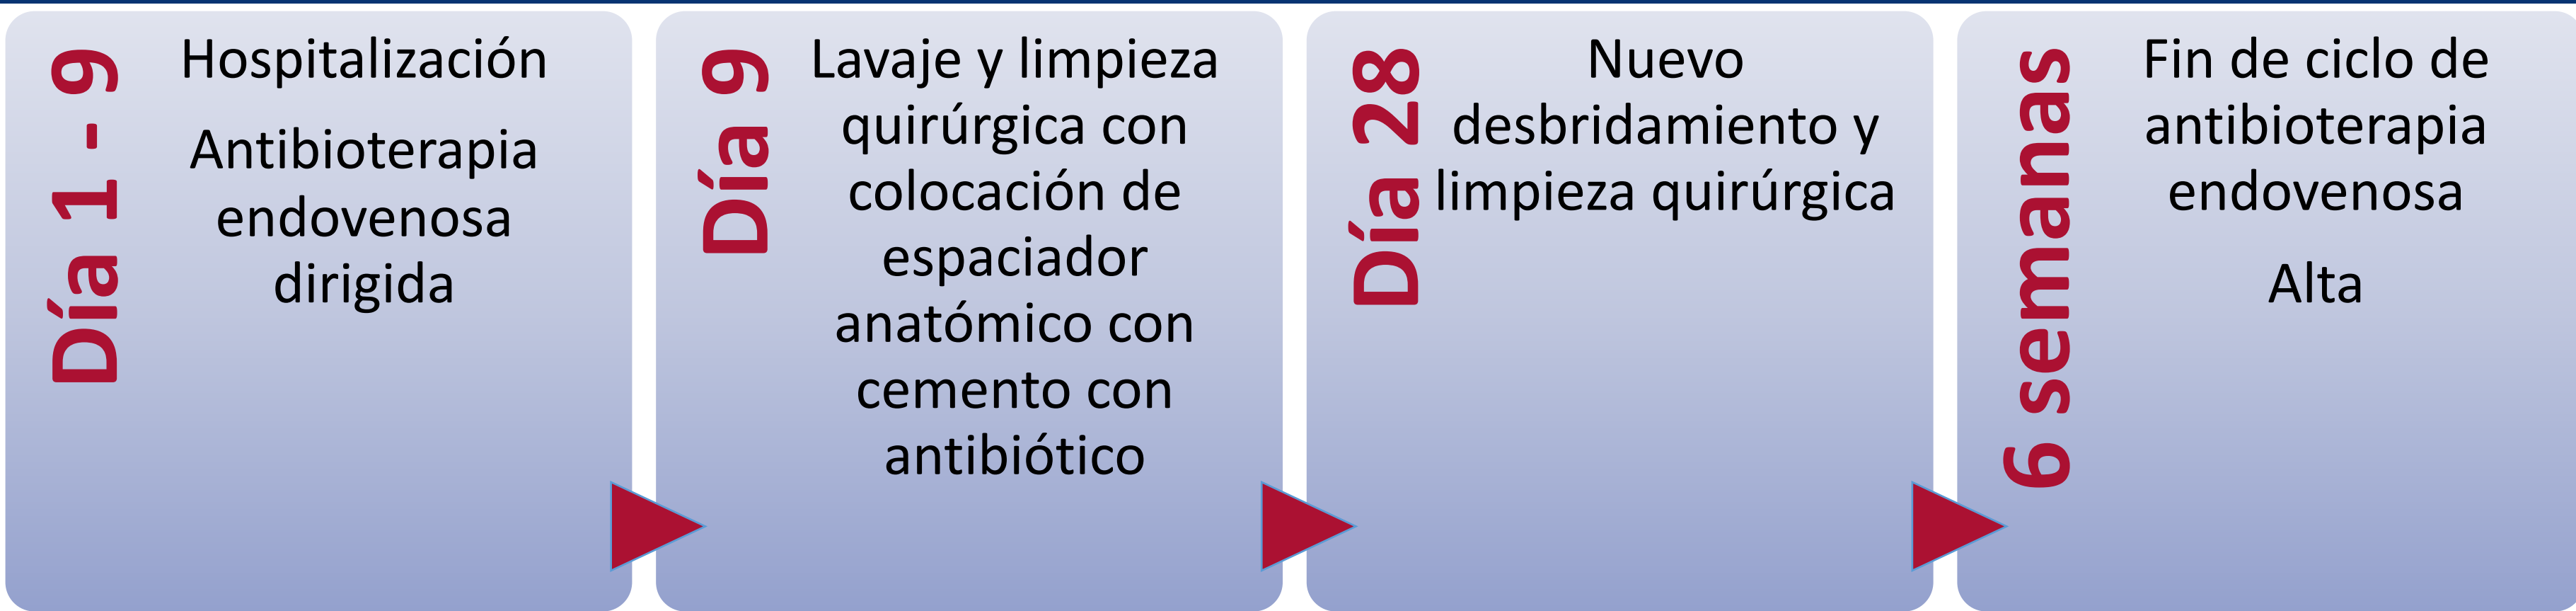 Día 1 - 9
Hospitalización
Antibioterapia
endovenosa
dirigida
Día 9
Lavaje y limpieza
quirúrgica con
colocación de
espaciador
anatómico con
cemento con
antibiótico
Día 28
Nuevo
desbridamiento y
limpieza quirúrgica
6 semanas
Fin de ciclo de
antibioterapia
endovenosa
Alta